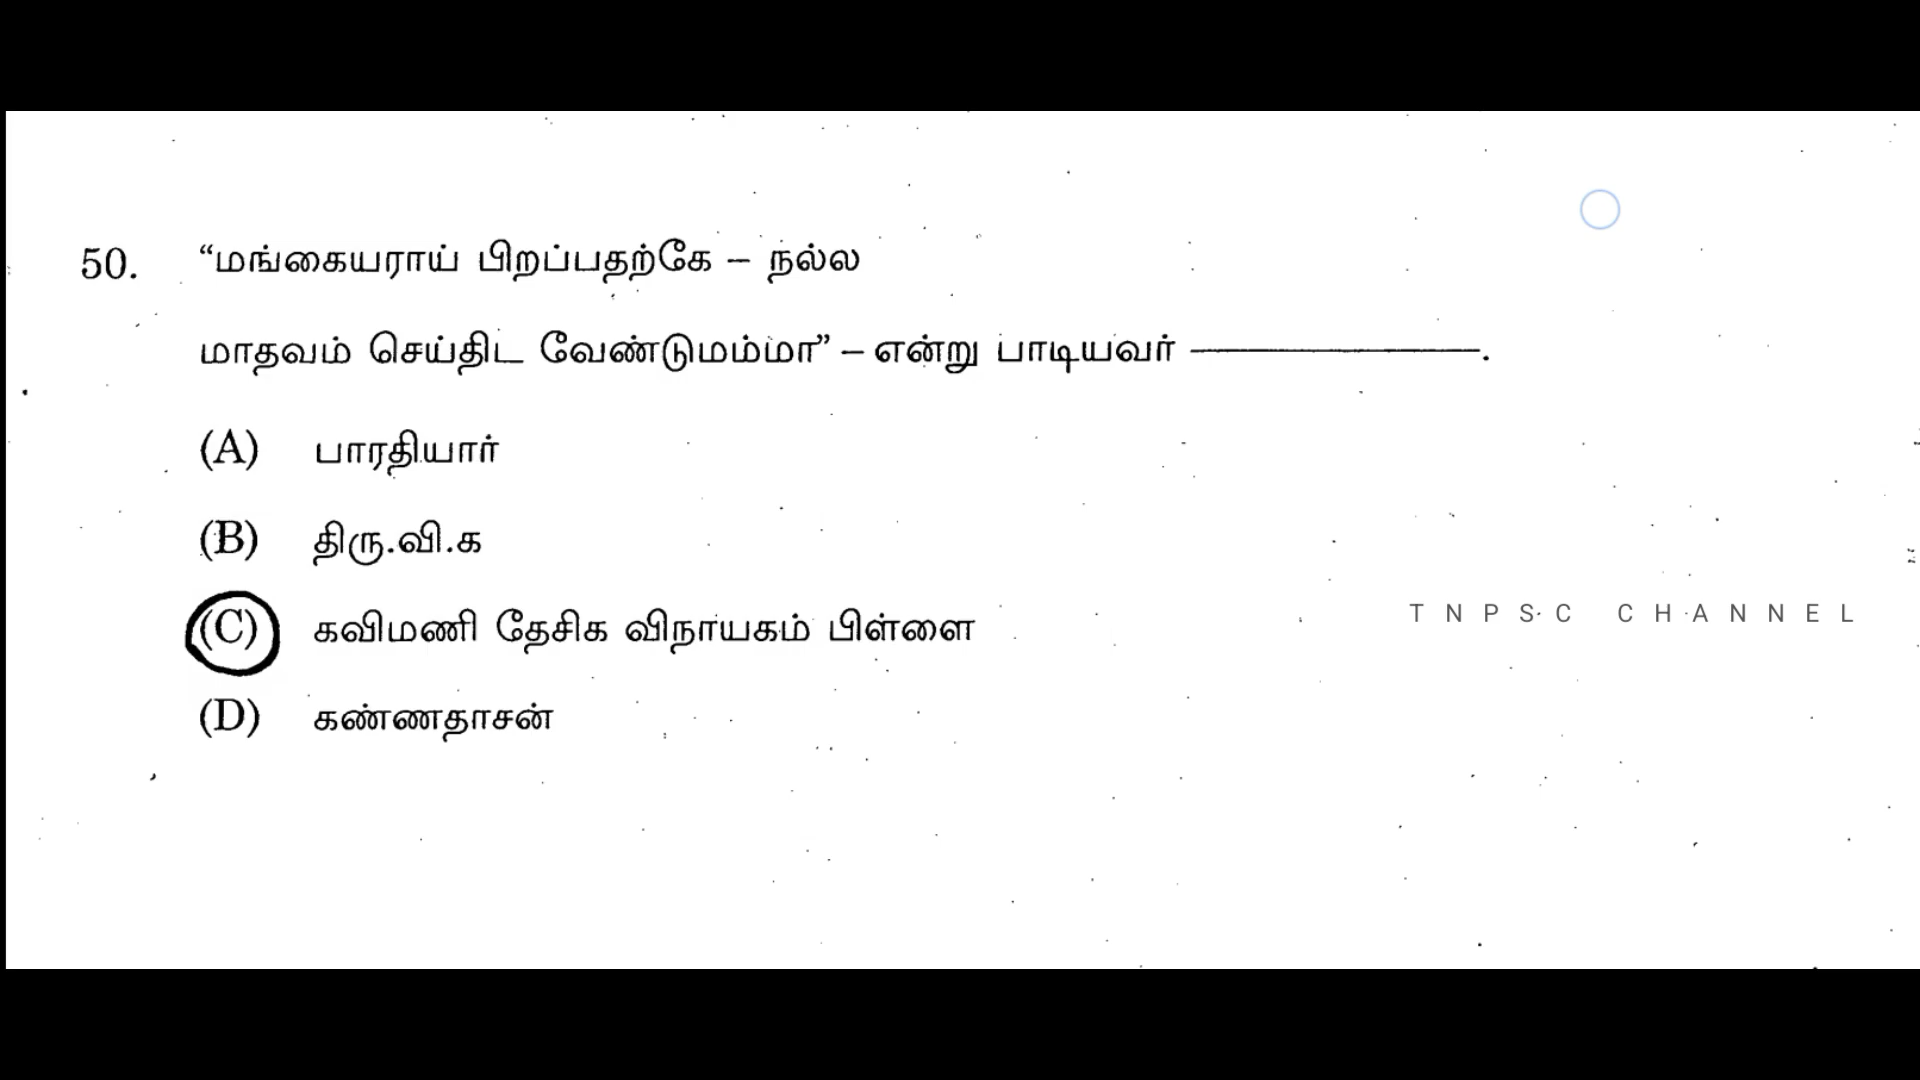 50. “மங்கையராய் பிறப்பதற்கே – நல்ல
மாதவம் செய்திட வேண்டுமம்மா” – என்று பாடியவர் ————.
(A) பாரதியார்
(B) திரு.வி.க
(C) கவிமணி தேசிக விநாயகம் பிள்ளை
TNPSC CHANNEL
(D) கண்ணதாசன்